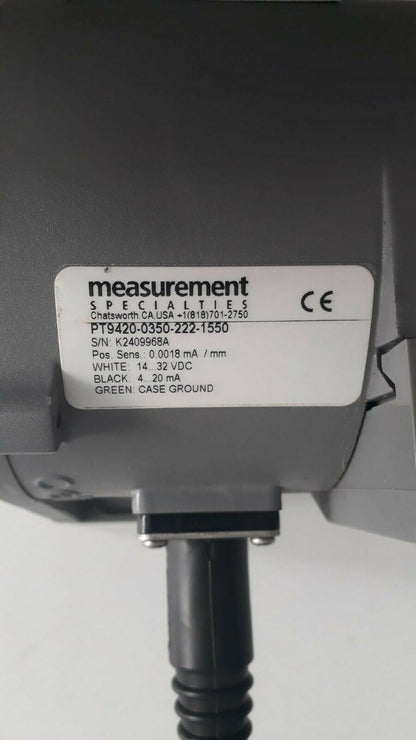 measurement
SPECIALTIES
Chatsworth.CA,USA +1(818)701-2750
CE
PT9420-0350-222-1550
S/N: K2409968A
Pos. Sens.: 0.0018 mA / mm
WHITE: 14...32 VDC
BLACK: 4...20 mA
GREEN: CASE GROUND